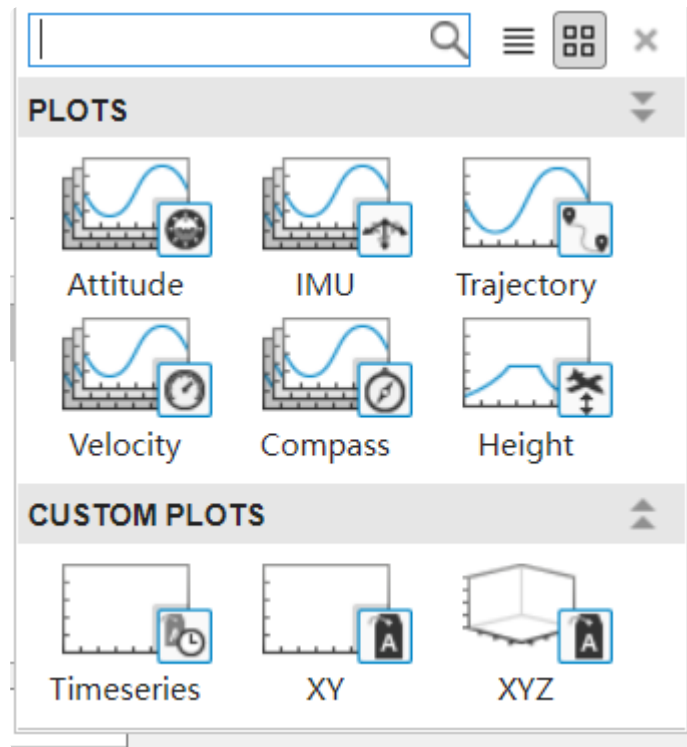 PLOTS
Attitude IMU Trajectory
Velocity Compass Height
CUSTOM PLOTS
A A A
Timeseries XY XYZ